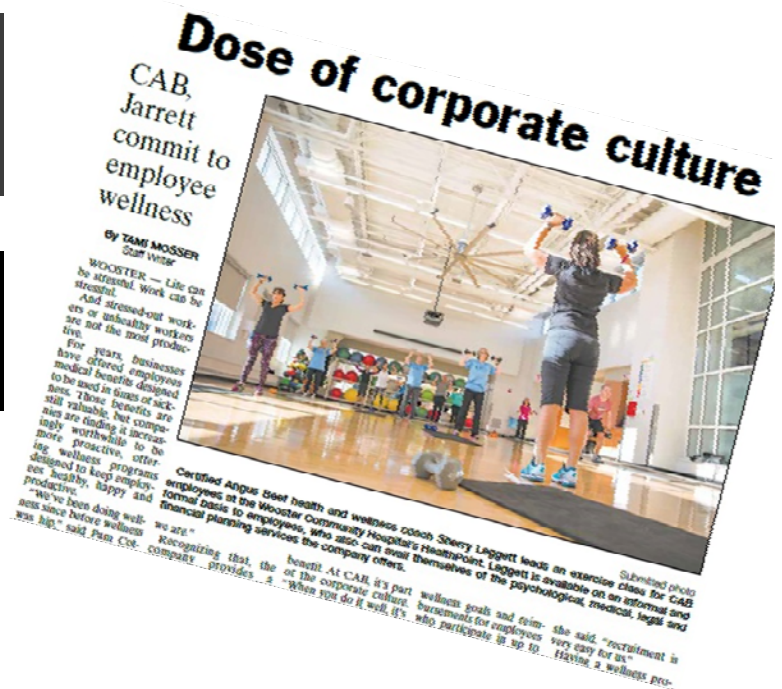 Dose of corporate culture
CAB,
Jarrett
commit to
employee
wellness
By TAMI MOSSER
Staff Writer
WOOSTER — Life can
be stressful. Work can be
stressful.
And stressed-out work-
ers or unhealthy workers
are not the most produc-
tive.
For years, businesses
have offered employees
medical benefits designed
to be used in times of sick-
ness. Those benefits are
still valuable, but compa-
nies are finding it increas-
ingly worthwhile to be
more proactive, offer-
ing wellness programs
designed to keep employ-
ees healthy, happy and
productive.
"We've been doing well-
ness since before wellness
was hip," said Pam Cot-
Submitted photo
Certified Angus Beef health and wellness coach Sherry Leggett leads an exercise class for CAB
employees at the Wooster Community Hospital's HealthPoint. Leggett is available on an informal and
formal basis to employees, who also can avail themselves of the psychological, medical, legal and
financial planning services the company offers.
we are."
Recognizing that, the
company provides a
benefit. At CAB, it's part
of the corporate culture.
"When you do it well, it's
wellness goals and reim-
bursements for employees
who participate in up to
she said, "recruitment is
very easy for us."
Having a wellness pro-